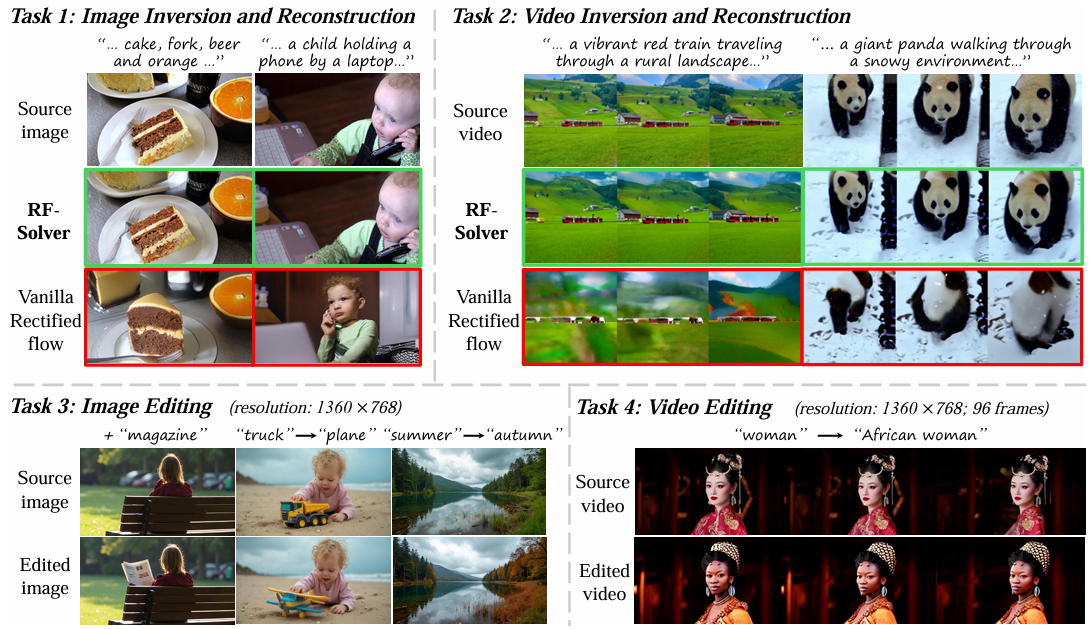 Task 1: Image Inversion and Reconstruction
“... cake, fork, beer
and orange ...”
“... a child holding a
phone by a laptop...”
Source
image
GUINNESS
RF-
Solver
Vanilla
Rectified
flow
Task 2: Video Inversion and Reconstruction
“... a vibrant red train traveling
through a rural landscape...”
“... a giant panda walking through
a snowy environment...”
Source
video
RF-
Solver
Vanilla
Rectified
flow
Task 3: Image Editing (resolution: 1360 × 768)
+ “magazine”
“truck”→“plane”
“summer”→“autumn”
Source
image
Edited
image
Task 4: Video Editing (resolution: 1360 × 768; 96 frames)
“woman” → “African woman”
Source
video
Edited
video